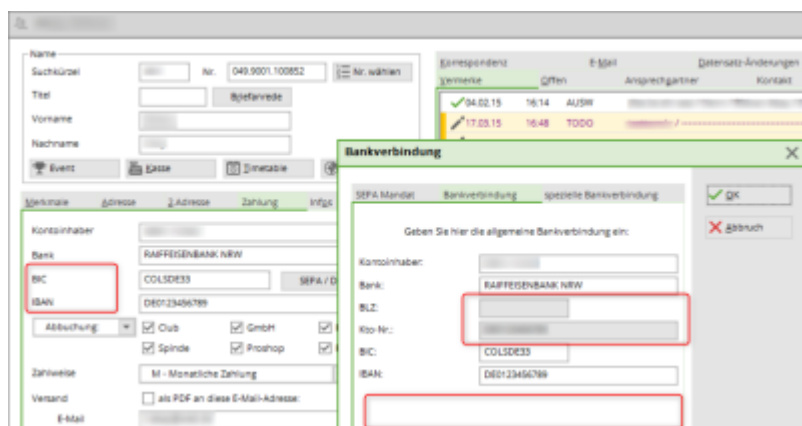 Name
Suchkürzel
Nr.
049.9001.100852
Nr. wählen
Titel
Briefanrede
Vorname
Nachname
Event
Kasse
Timetable
Merkmale
Adresse
2.Adresse
Zahlung
Infos
Kontoinhaber
Bank
RAIFFEISENBANK NRW
BIC
COLSDE33
SEPA / D
IBAN
DE0123456789
Abbuchung:
Club
GmbH
Spinde
Proshop
Zahlweise
M - Monatliche Zahlung
Versand
als PDF an diese E-Mail-Adresse:
E-Mail
Korrespondenz
E-Mail
Datensatz-Änderungen
Vermerke
Offen
Ansprechpartner
Kontakt
04.02.15 16:14 AUSW
17.03.15 16:48 TODO
Bankverbindung
SEPA Mandat
Bankverbindung
spezielle Bankverbindung
OK
Abbruch
Geben Sie hier die allgemeine Bankverbindung ein:
Kontoinhaber:
Bank:
RAIFFEISENBANK NRW
BLZ:
Kto-Nr.:
BIC:
COLSDE33
IBAN:
DE0123456789